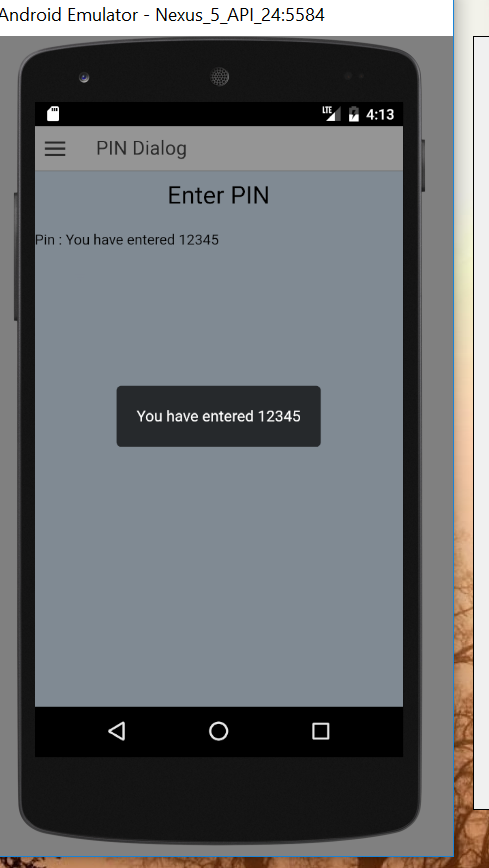 Android Emulator - Nexus_5_API_24:5584
LTE 4:13
PIN Dialog
Enter PIN
Pin : You have entered 12345
You have entered 12345